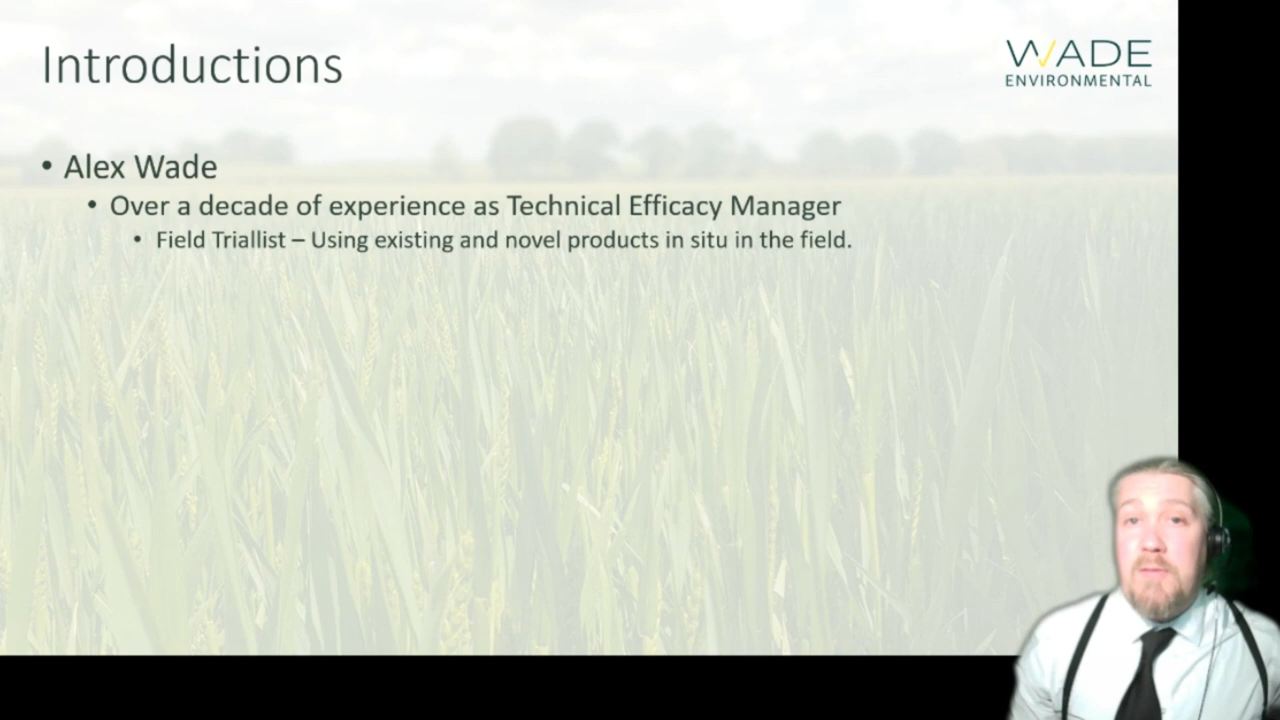 Introductions
WADE
ENVIRONMENTAL
• Alex Wade
• Over a decade of experience as Technical Efficacy Manager
• Field Triallist – Using existing and novel products in situ in the field.